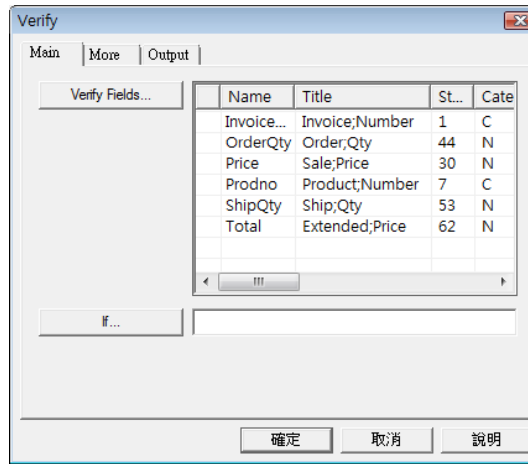 Verify
Main More Output
Verify Fields...
Name Title St... Cate
Invoice... Invoice;Number 1 C
OrderQty Order;Qty 44 N
Price Sale;Price 30 N
Prodno Product;Number 7 C
ShipQty Ship;Qty 53 N
Total Extended;Price 62 N
If...
確定 取消 說明